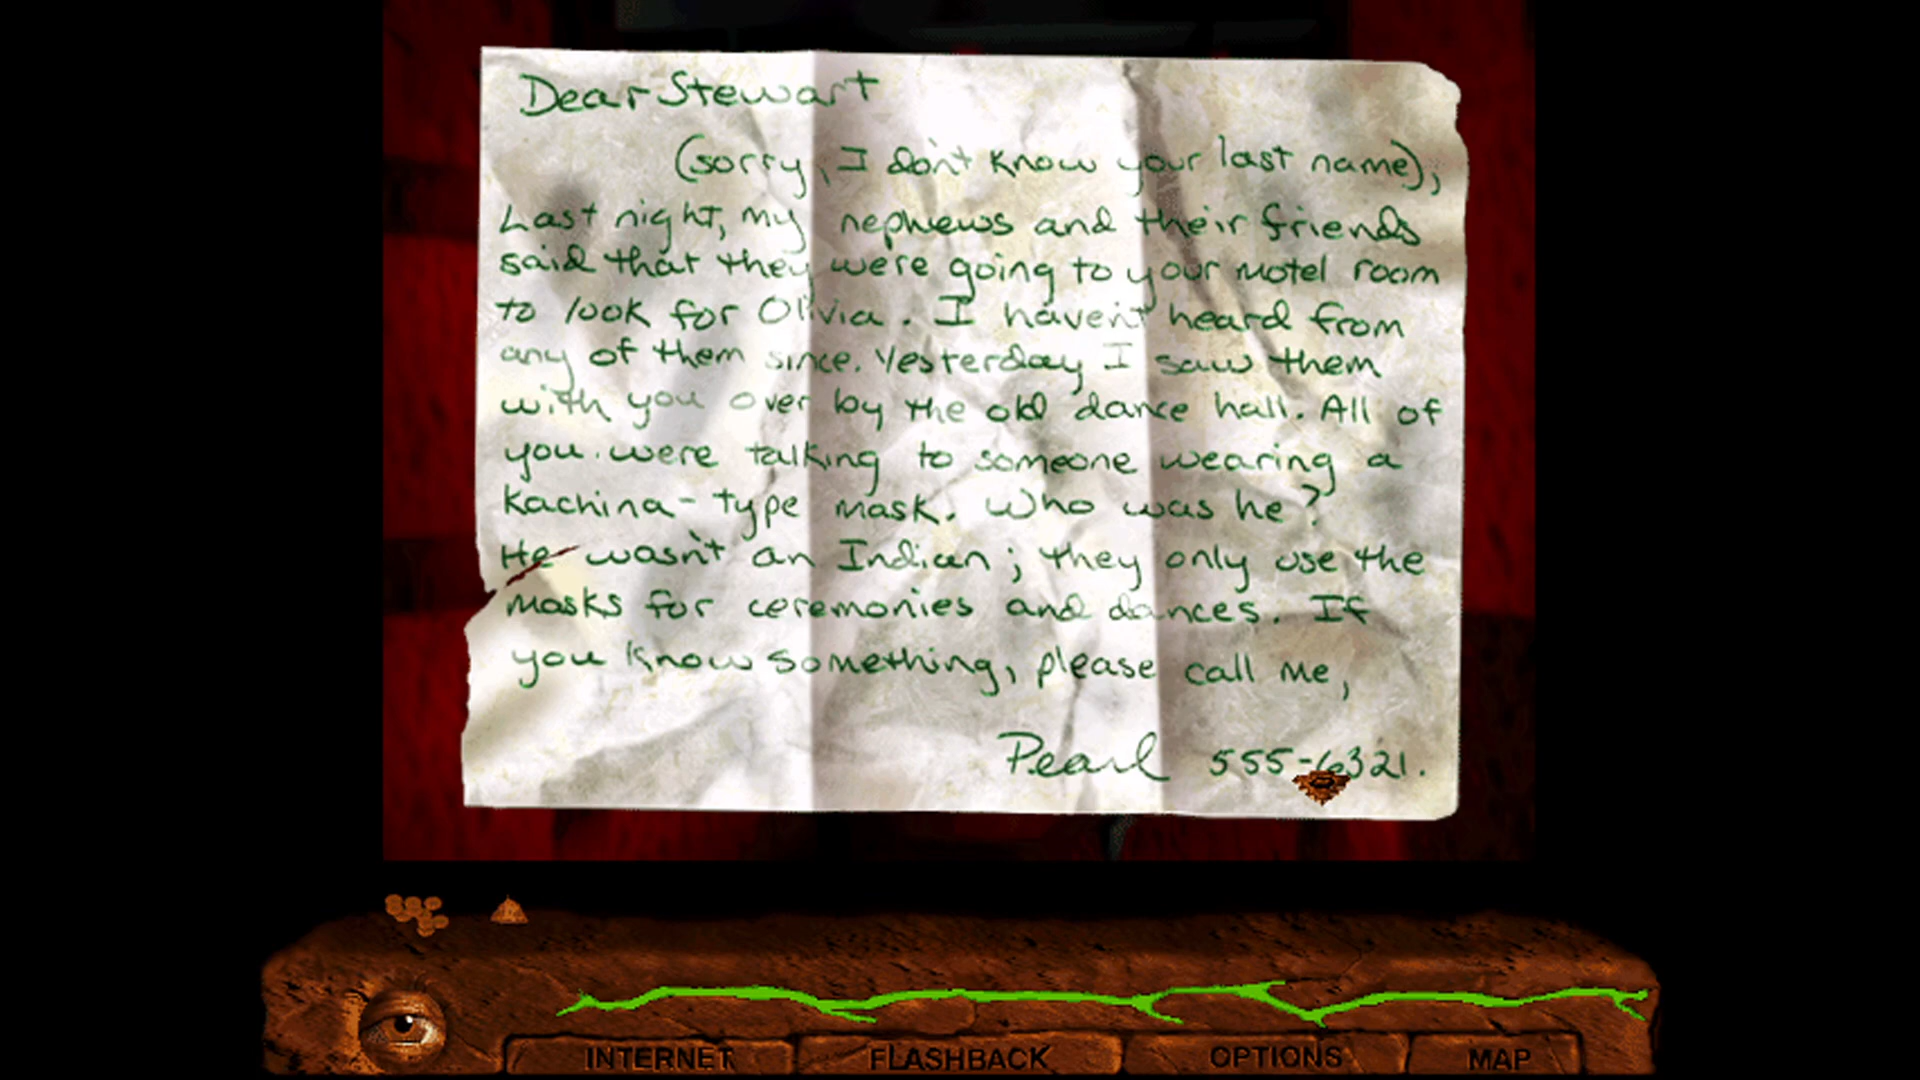 Dear Stewart
(sorry, I don't know your last name);
Last night, my nephews and their friends
said that they were going to your motel room
to look for Olivia. I haven't heard from
any of them since. Yesterday I saw them
with you over by the old dance hall. All of
you were talking to someone wearing a
Kachina-type mask. Who was he?
He wasn't an Indian; they only use the
masks for ceremonies and dances. If
you know something, please call me,
Pearl 555-6321.
INTERNET FLASHBACK OPTIONS MAP